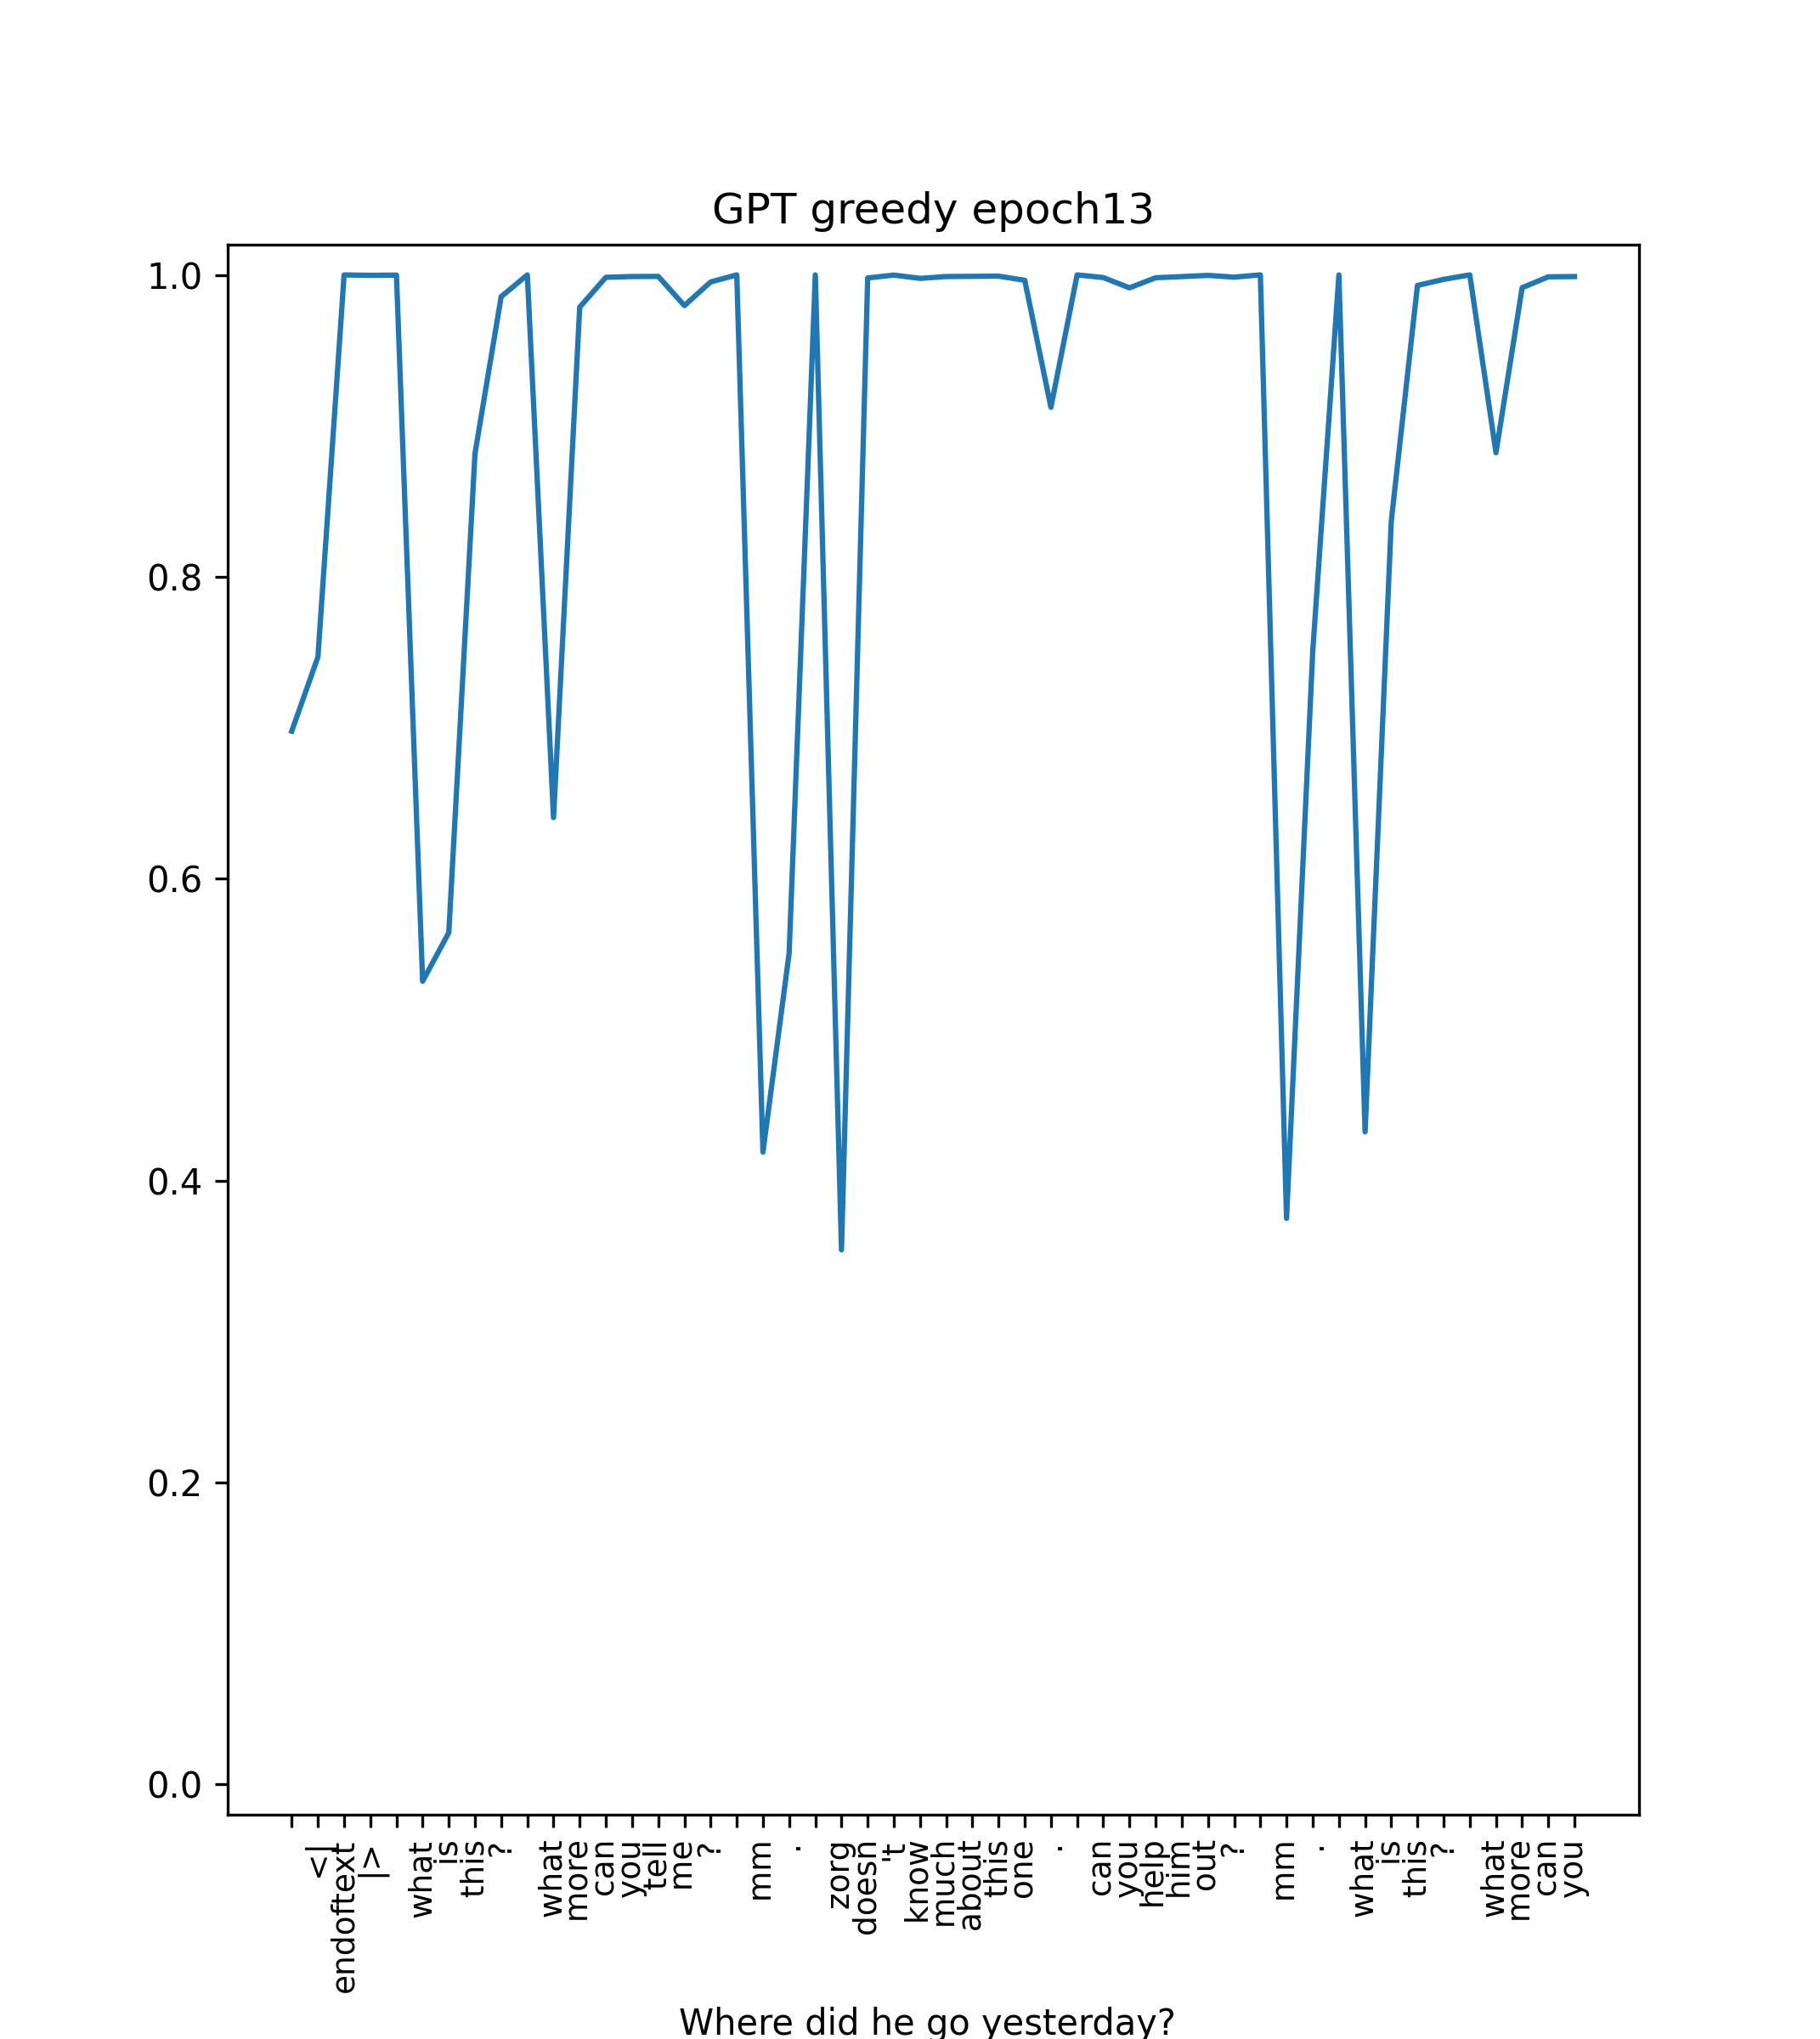 GPT greedy epoch13
1.0
0.8
0.6
0.4
0.2
0.0
<|
endoftext
|>
what
is
this
?
what
more
can
you
tell
me
?
mm
.
zorg
doesn
't
know
much
about
this
one
.
can
you
help
him
out
?
mm
.
what
is
this
?
what
more
can
you
Where did he go yesterday?